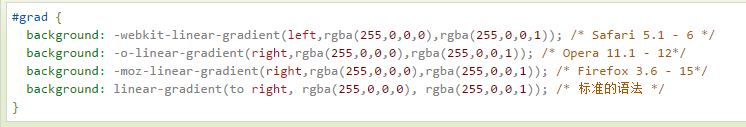 #grad {
  background: -webkit-linear-gradient(left,rgba(255,0,0,0),rgba(255,0,0,1)); /* Safari 5.1 - 6 */
  background: -o-linear-gradient(right,rgba(255,0,0,0),rgba(255,0,0,1)); /* Opera 11.1 - 12*/
  background: -moz-linear-gradient(right,rgba(255,0,0,0),rgba(255,0,0,1)); /* Firefox 3.6 - 15*/
  background: linear-gradient(to right, rgba(255,0,0,0), rgba(255,0,0,1)); /* 标准的语法 */
}